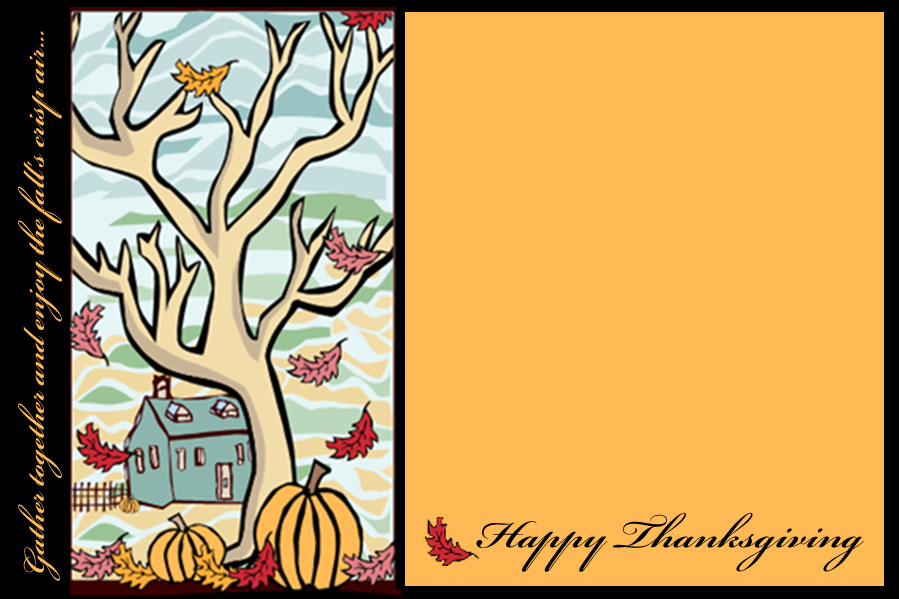 Gather together and enjoy the fall's crisp air...
Happy Thanksgiving